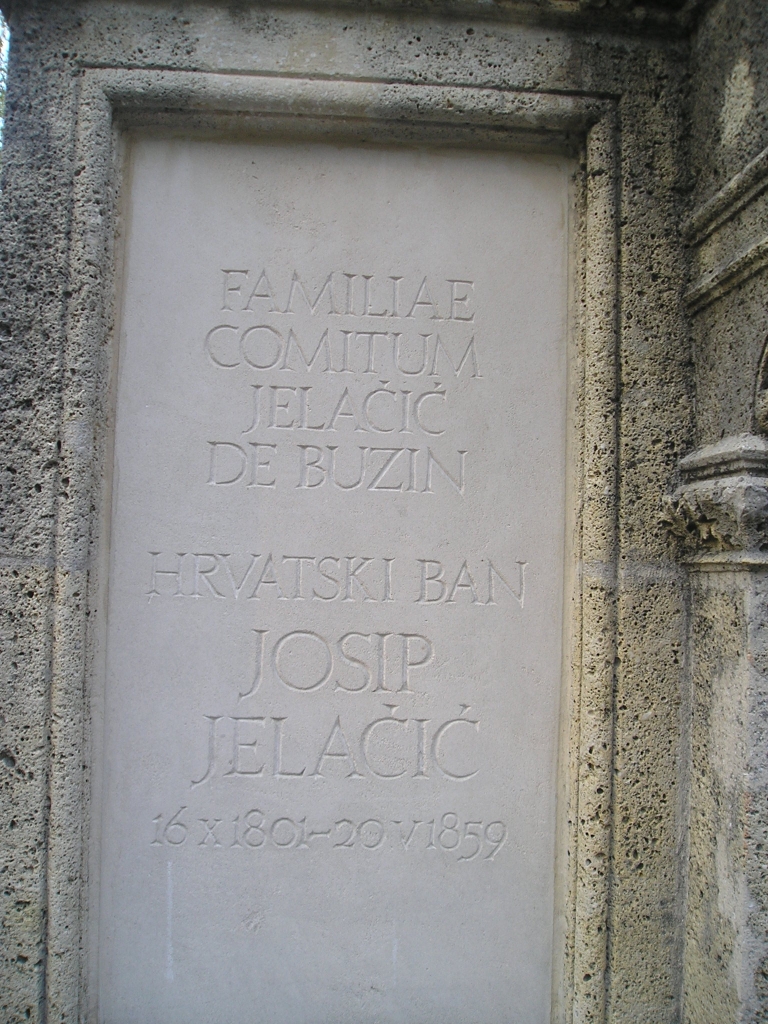 FAMILIAE
COMITUM
JELAČIĆ
DE BUZIN
HRVATSKI BAN
JOSIP
JELAČIĆ
16 X 1801–20 V 1859